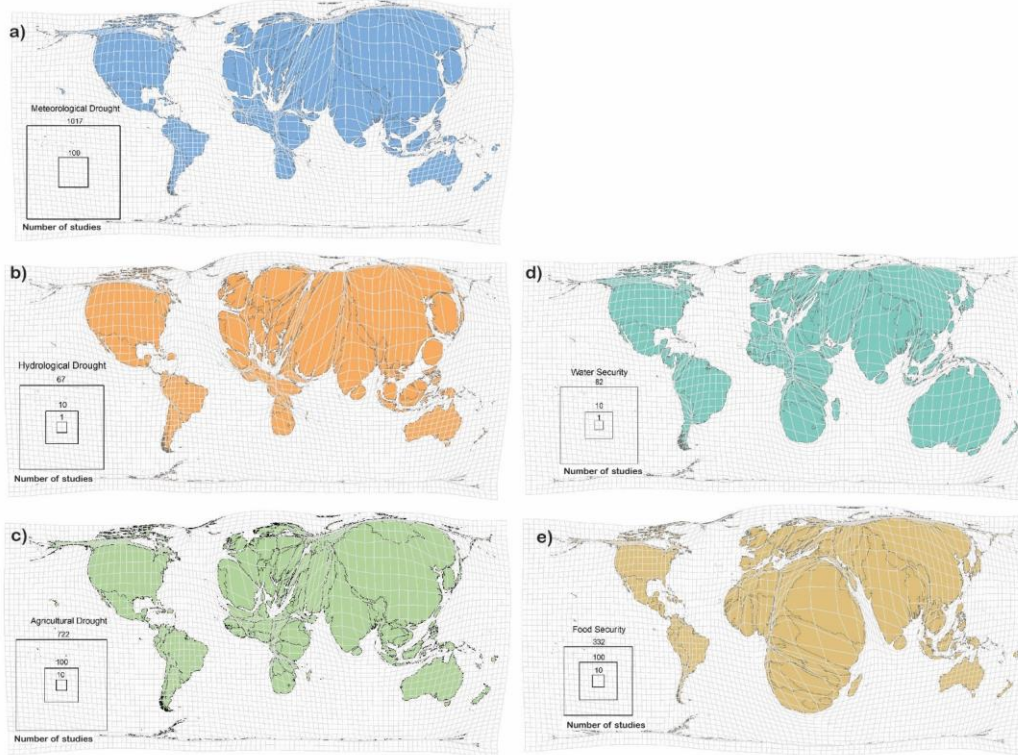 a)
Meteorological Drought
1017
100
Number of studies
b)
Hydrological Drought
67
10
1
Number of studies
c)
Agricultural Drought
722
100
10
Number of studies
d)
Water Security
82
10
1
Number of studies
e)
Food Security
332
100
10
Number of studies